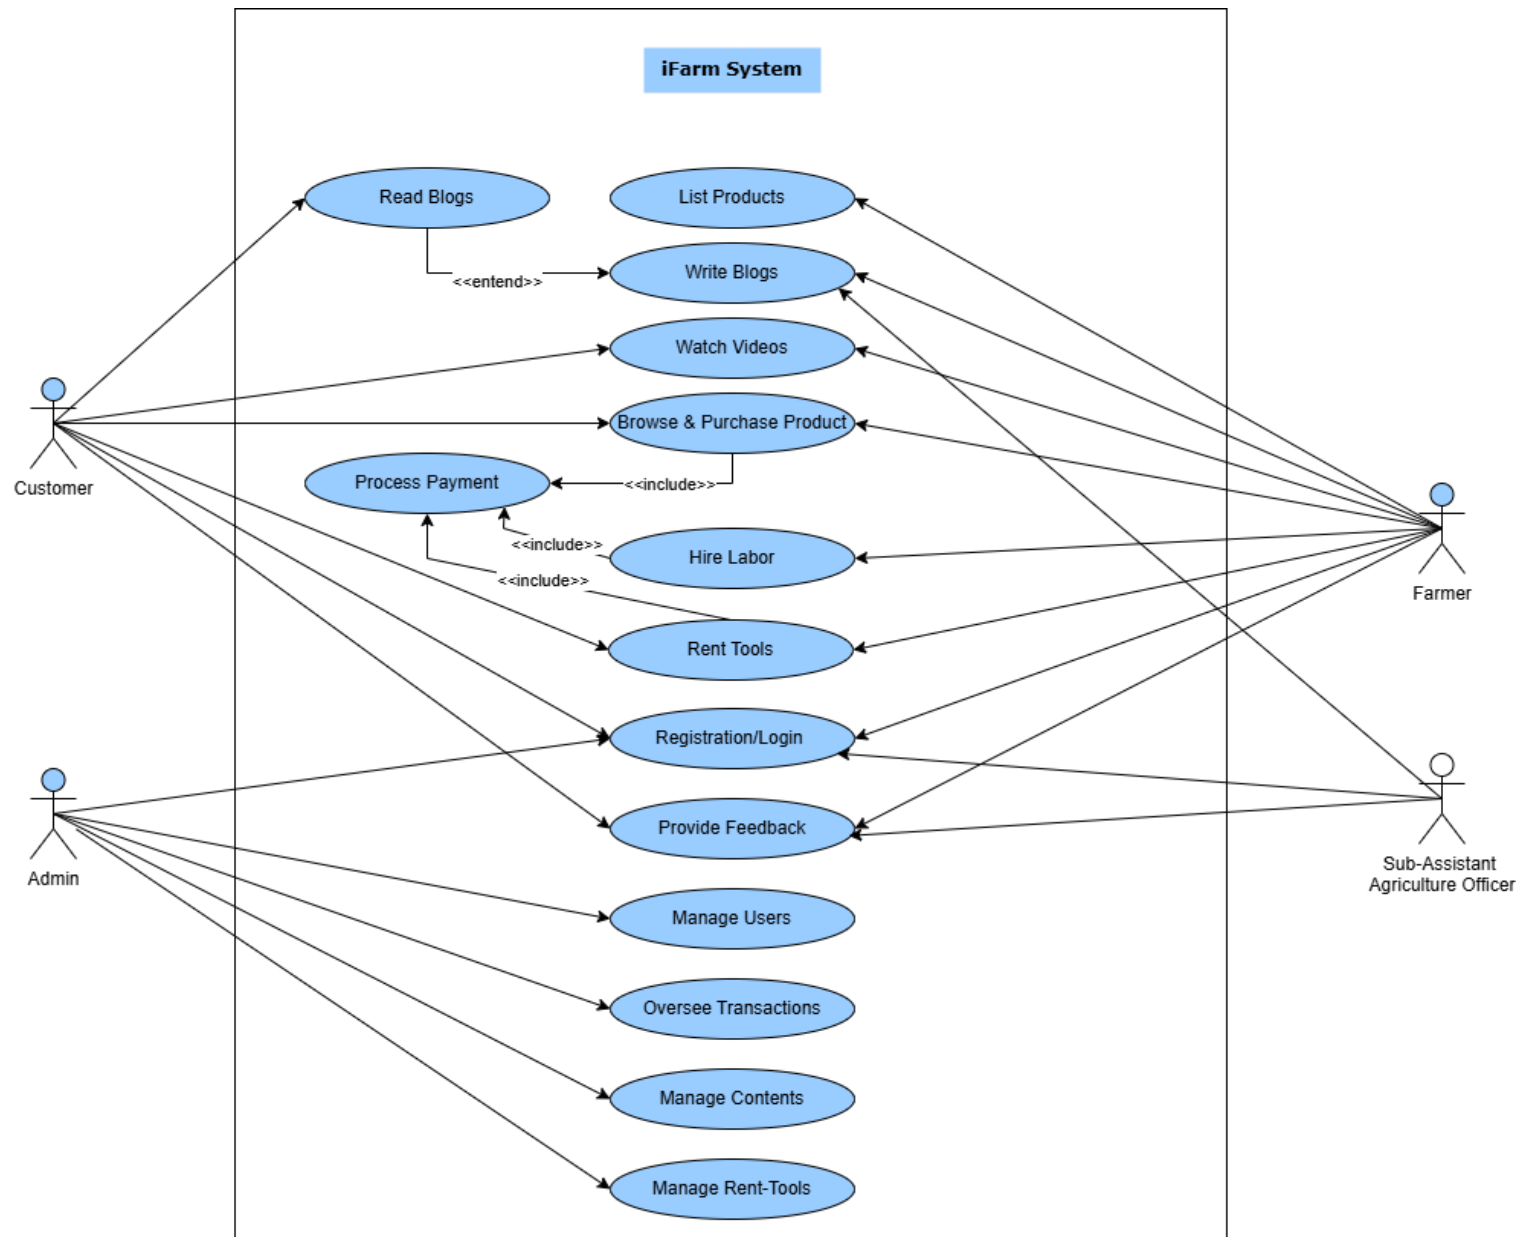 iFarm System
Read Blogs
List Products
<<entend>>
Write Blogs
Watch Videos
Browse & Purchase Product
Process Payment
<<include>>
Customer
<<include>>
Hire Labor
<<include>>
Farmer
Rent Tools
Registration/Login
Provide Feedback
Admin
Sub-Assistant
Agriculture Officer
Manage Users
Oversee Transactions
Manage Contents
Manage Rent-Tools